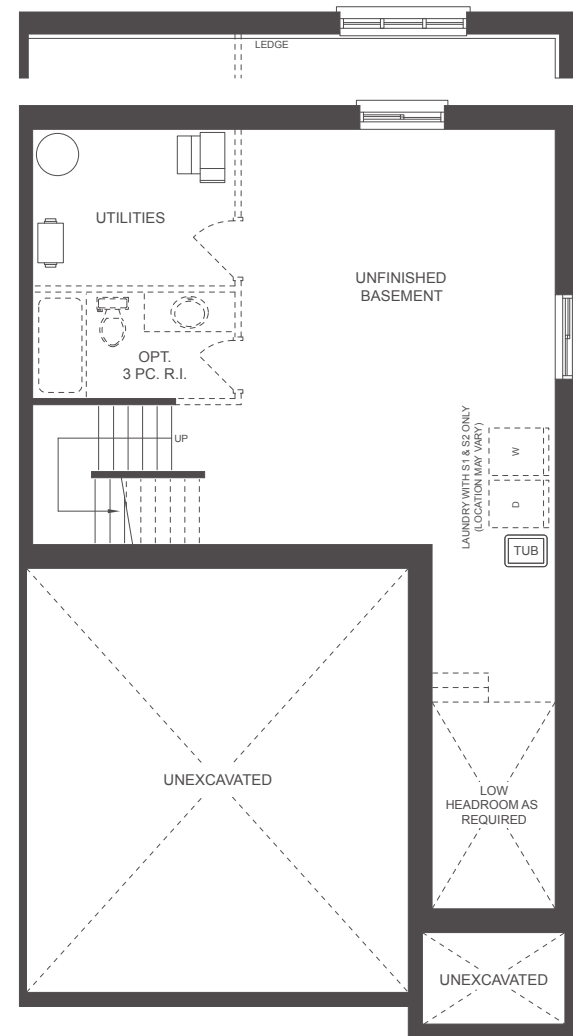 LEDGE
UTILITIES
UNFINISHED
BASEMENT
OPT.
3 PC. R.I.
UP
LAUNDRY WITH S1 & S2 ONLY
(LOCATION MAY VARY)
W
D
TUB
UNEXCAVATED
LOW
HEADROOM AS
REQUIRED
UNEXCAVATED